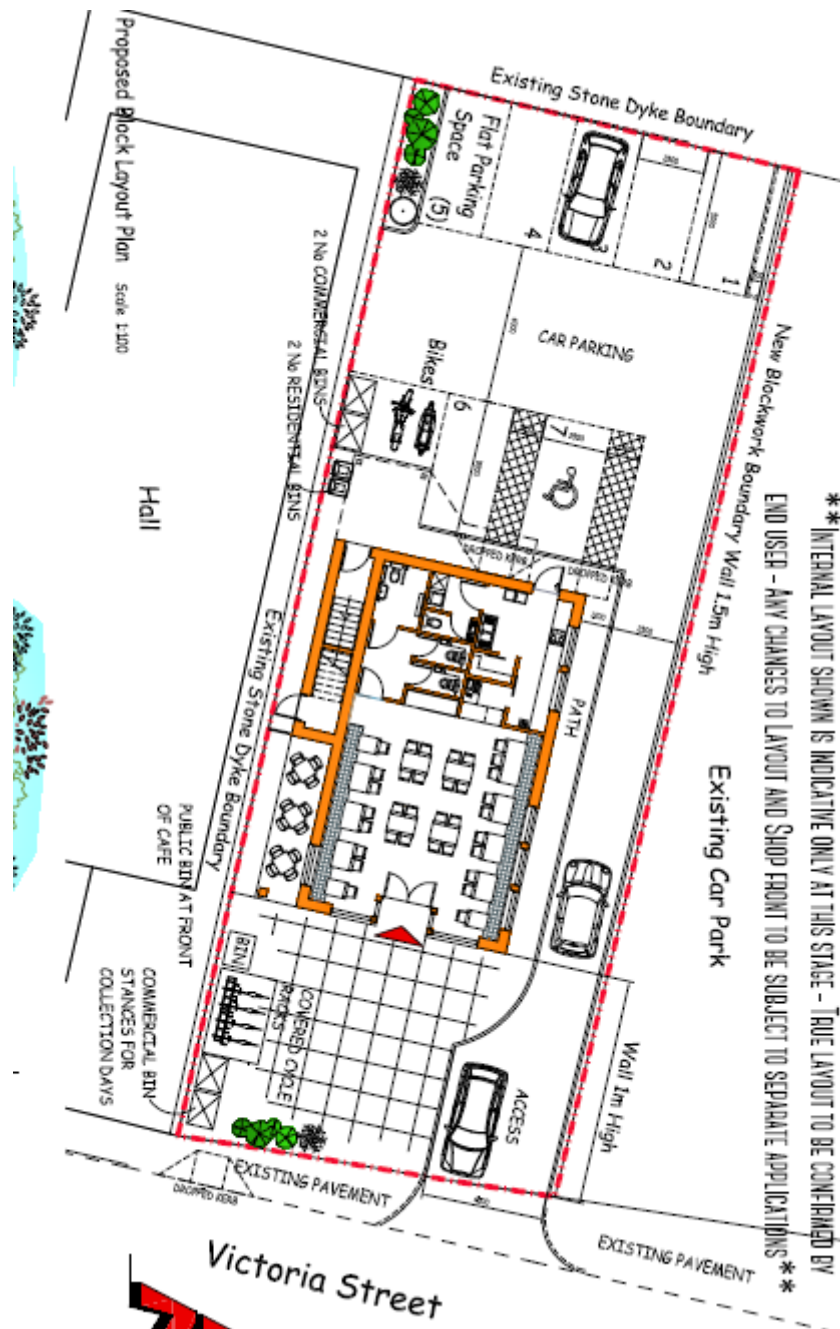 Existing Stone Dyke Boundary
Proposed Block Layout Plan Scale 1:100
Flat Parking
Space (5)
4
3
2
1
CAR PARKING
New Blockwork Boundary Wall 1.5m High
**INTERNAL LAYOUT SHOWN IS INDICATIVE ONLY AT THIS STAGE - TRUE LAYOUT TO BE CONFIRMED BY
END USER - ANY CHANGES TO LAYOUT AND SHOP FRONT TO BE SUBJECT TO SEPARATE APPLICATIONS**
2 No COMMERCIAL BINS
2 No RESIDENTIAL BINS
Bikes
6
7
Hall
DROPPED KERB
DROPPED KERB
PATH
Existing Stone Dyke Boundary
Existing Car Park
PUBLIC BIN AT FRONT
OF CAFE
BIN
COVERED CYCLE
RACKS
COMMERCIAL BIN
STANCES FOR
COLLECTION DAYS
ACCESS
Wall 1m High
EXISTING PAVEMENT
DROPPED KERB
EXISTING PAVEMENT
Victoria Street